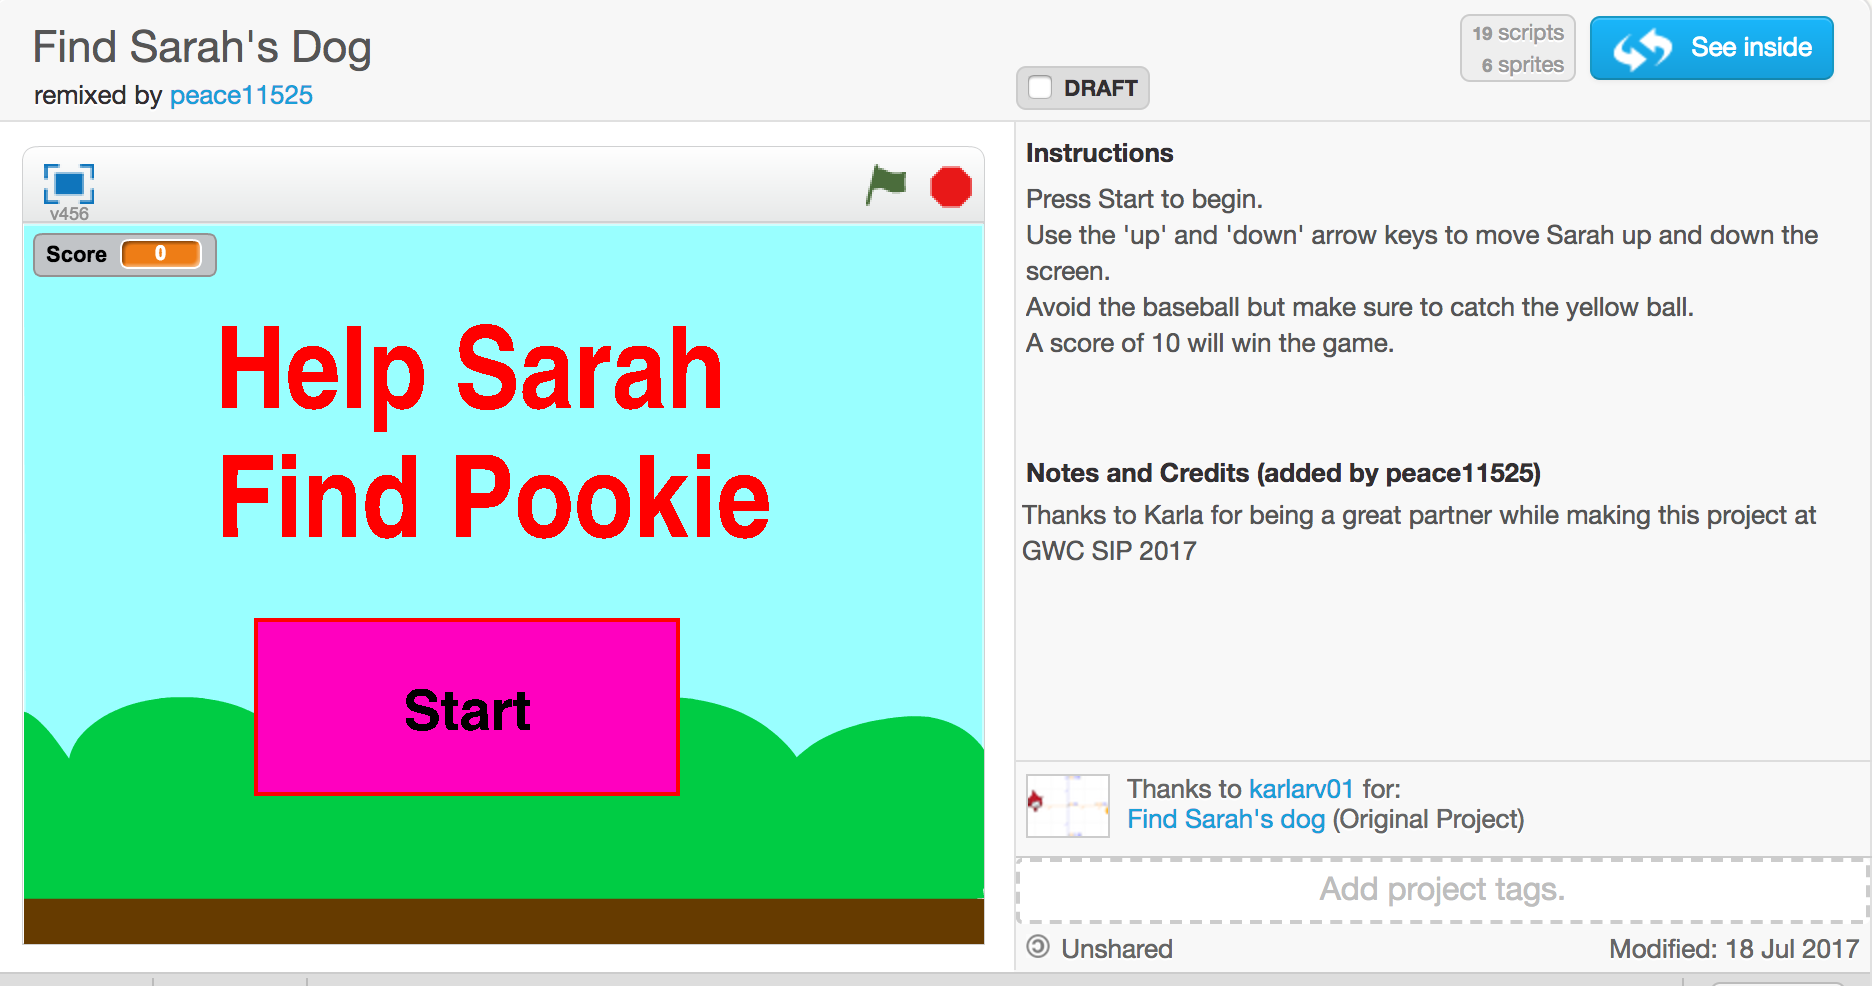 Find Sarah's Dog
remixed by peace11525
DRAFT
19 scripts
6 sprites
See inside
v456
Score 0
Help Sarah
Find Pookie
Start
Instructions
Press Start to begin.
Use the 'up' and 'down' arrow keys to move Sarah up and down the
screen.
Avoid the baseball but make sure to catch the yellow ball.
A score of 10 will win the game.
Notes and Credits (added by peace11525)
Thanks to Karla for being a great partner while making this project at
GWC SIP 2017
Thanks to karlarv01 for:
Find Sarah's dog (Original Project)
Add project tags.
Unshared
Modified: 18 Jul 2017